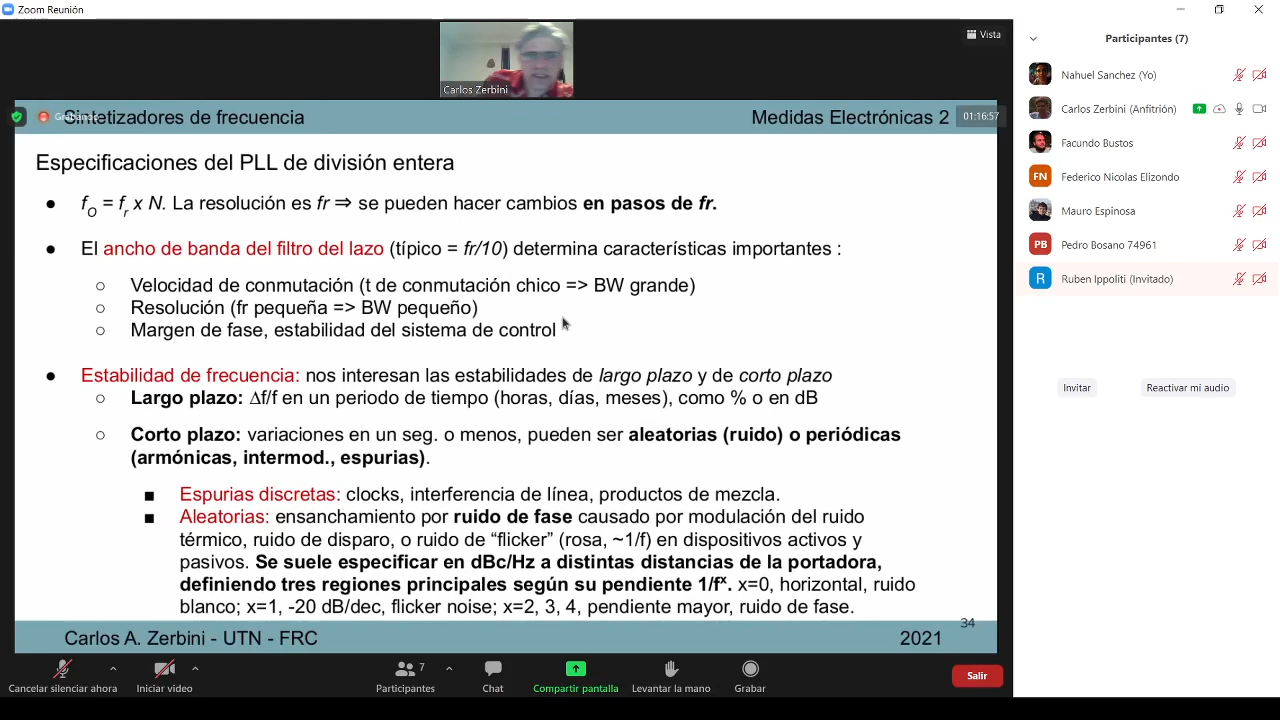 Zoom Reunión
Vista
Carlos Zerbini
Sintetizadores de frecuencia
Medidas Electrónicas 2
01:16:57
Especificaciones del PLL de división entera
● fO = fr x N. La resolución es fr ⇒ se pueden hacer cambios en pasos de fr.
● El ancho de banda del filtro del lazo (típico = fr/10) determina características importantes :
○ Velocidad de conmutación (t de conmutación chico => BW grande)
○ Resolución (fr pequeña => BW pequeño)
○ Margen de fase, estabilidad del sistema de control
● Estabilidad de frecuencia: nos interesan las estabilidades de largo plazo y de corto plazo
○ Largo plazo: Δf/f en un periodo de tiempo (horas, días, meses), como % o en dB
○ Corto plazo: variaciones en un seg. o menos, pueden ser aleatorias (ruido) o periódicas
(armónicas, intermod., espurias).
■ Espurias discretas: clocks, interferencia de línea, productos de mezcla.
■ Aleatorias: ensanchamiento por ruido de fase causado por modulación del ruido
térmico, ruido de disparo, o ruido de “flicker” (rosa, ~1/f) en dispositivos activos y
pasivos. Se suele especificar en dBc/Hz a distintas distancias de la portadora,
definiendo tres regiones principales según su pendiente 1/fˣ. x=0, horizontal, ruido
blanco; x=1, -20 dB/dec, flicker noise; x=2, 3, 4, pendiente mayor, ruido de fase.
34
Carlos A. Zerbini - UTN - FRC
2021
Cancelar silenciar ahora
Iniciar video
Participantes
7
Chat
Compartir pantalla
Levantar la mano
Grabar
Salir
Participantes (7)
Nahuel Sanchez (Yo)
Carlos Zerbini (Anfitrión)
Facundo Bustos
FN Federico Nicolas Elizondo
Mauro Espinosa
PB Pedro Bosano 74961
R Ruben Ippoliti (Invitado)
Invitar
Reactivar mi audio